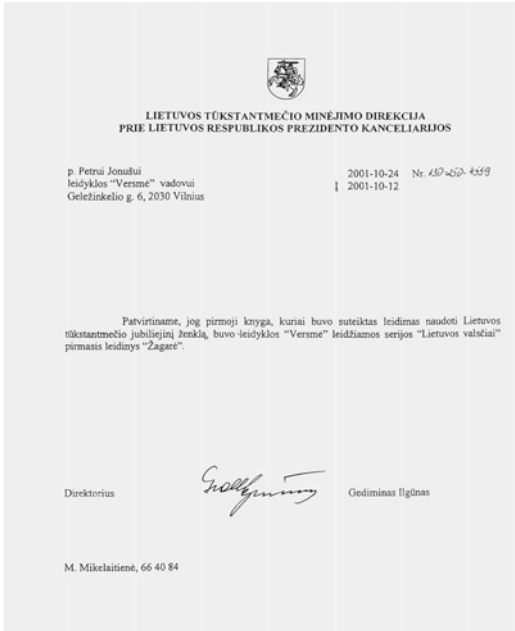 LIETUVOS TŪKSTANTMEČIO MINĖJIMO DIREKCIJA
PRIE LIETUVOS RESPUBLIKOS PREZIDENTO KANCELIARIJOS
p. Petrui Jonušui
leidyklos "Versmė" vadovui
Geležinkelio g. 6, 2030 Vilnius
2001-10-24 Nr.
Į 2001-10-12
Patvirtiname, jog pirmoji knyga, kuriai buvo suteiktas leidimas naudoti Lietuvos
tūkstantmečio jubiliejinį ženklą, buvo leidyklos "Versmė" leidžiamos serijos "Lietuvos valsčiai"
pirmasis leidinys "Žagarė".
Direktorius
Gediminas Ilgūnas
M. Mikelaitienė, 66 40 84